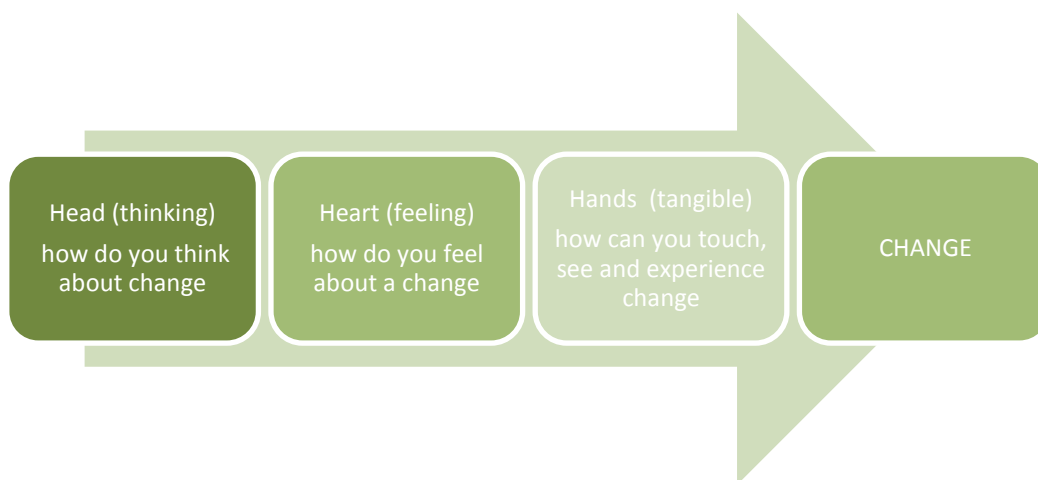 Head (thinking)
how do you think
about change
Heart (feeling)
how do you feel
about a change
Hands  (tangible)
how can you touch,
see and experience
change
CHANGE